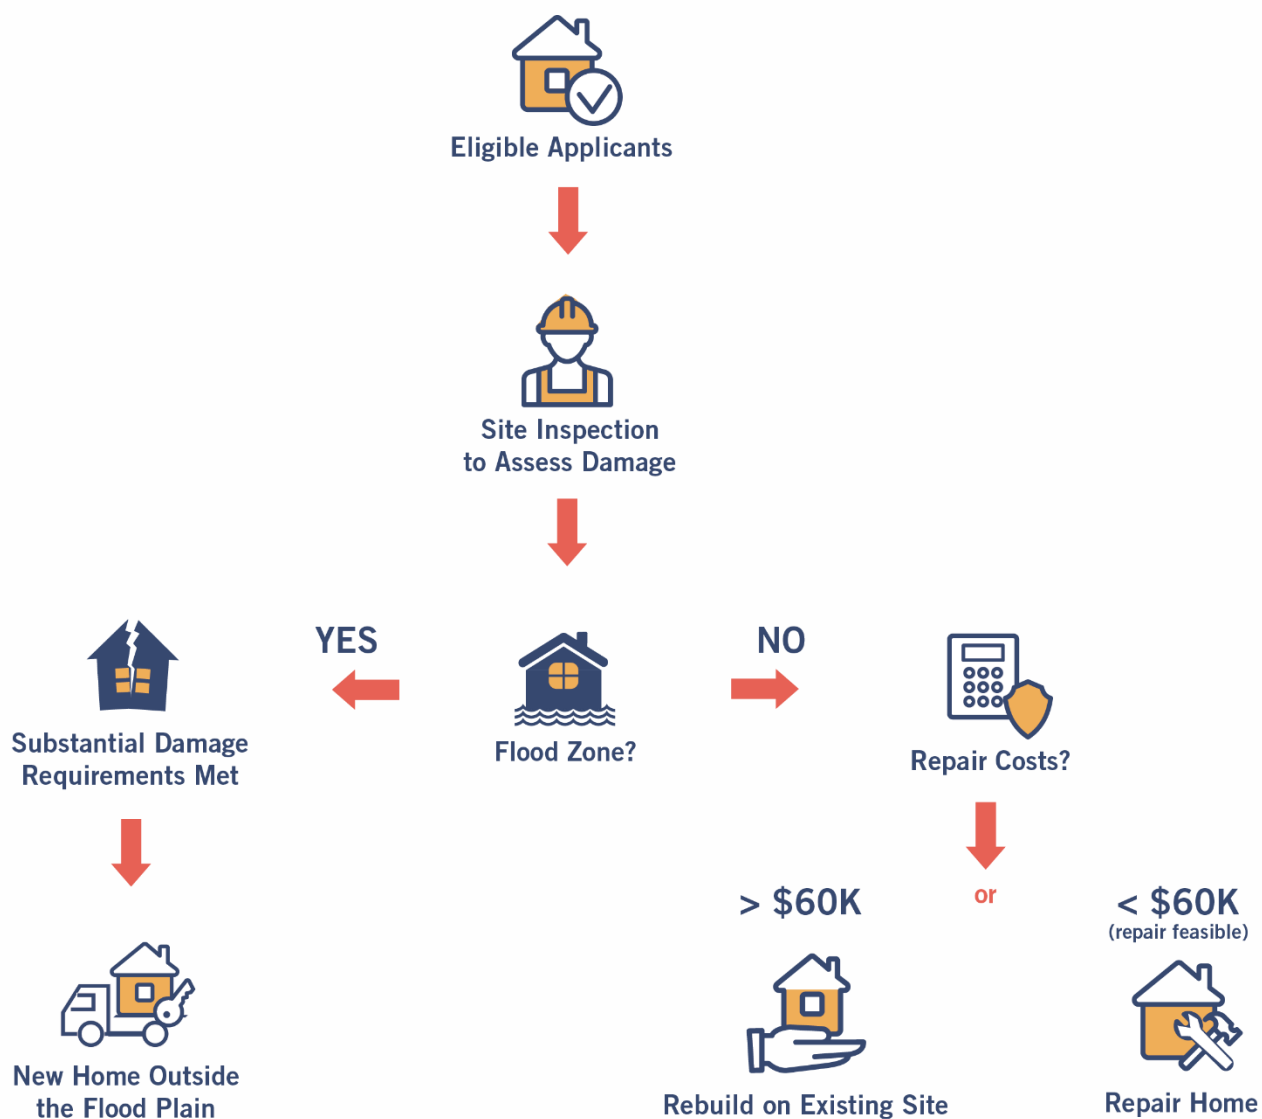 Eligible Applicants
Site Inspection
to Assess Damage
YES
NO
Substantial Damage
Requirements Met
Flood Zone?
Repair Costs?
> $60K
or
< $60K
(repair feasible)
New Home Outside
the Flood Plain
Rebuild on Existing Site
Repair Home